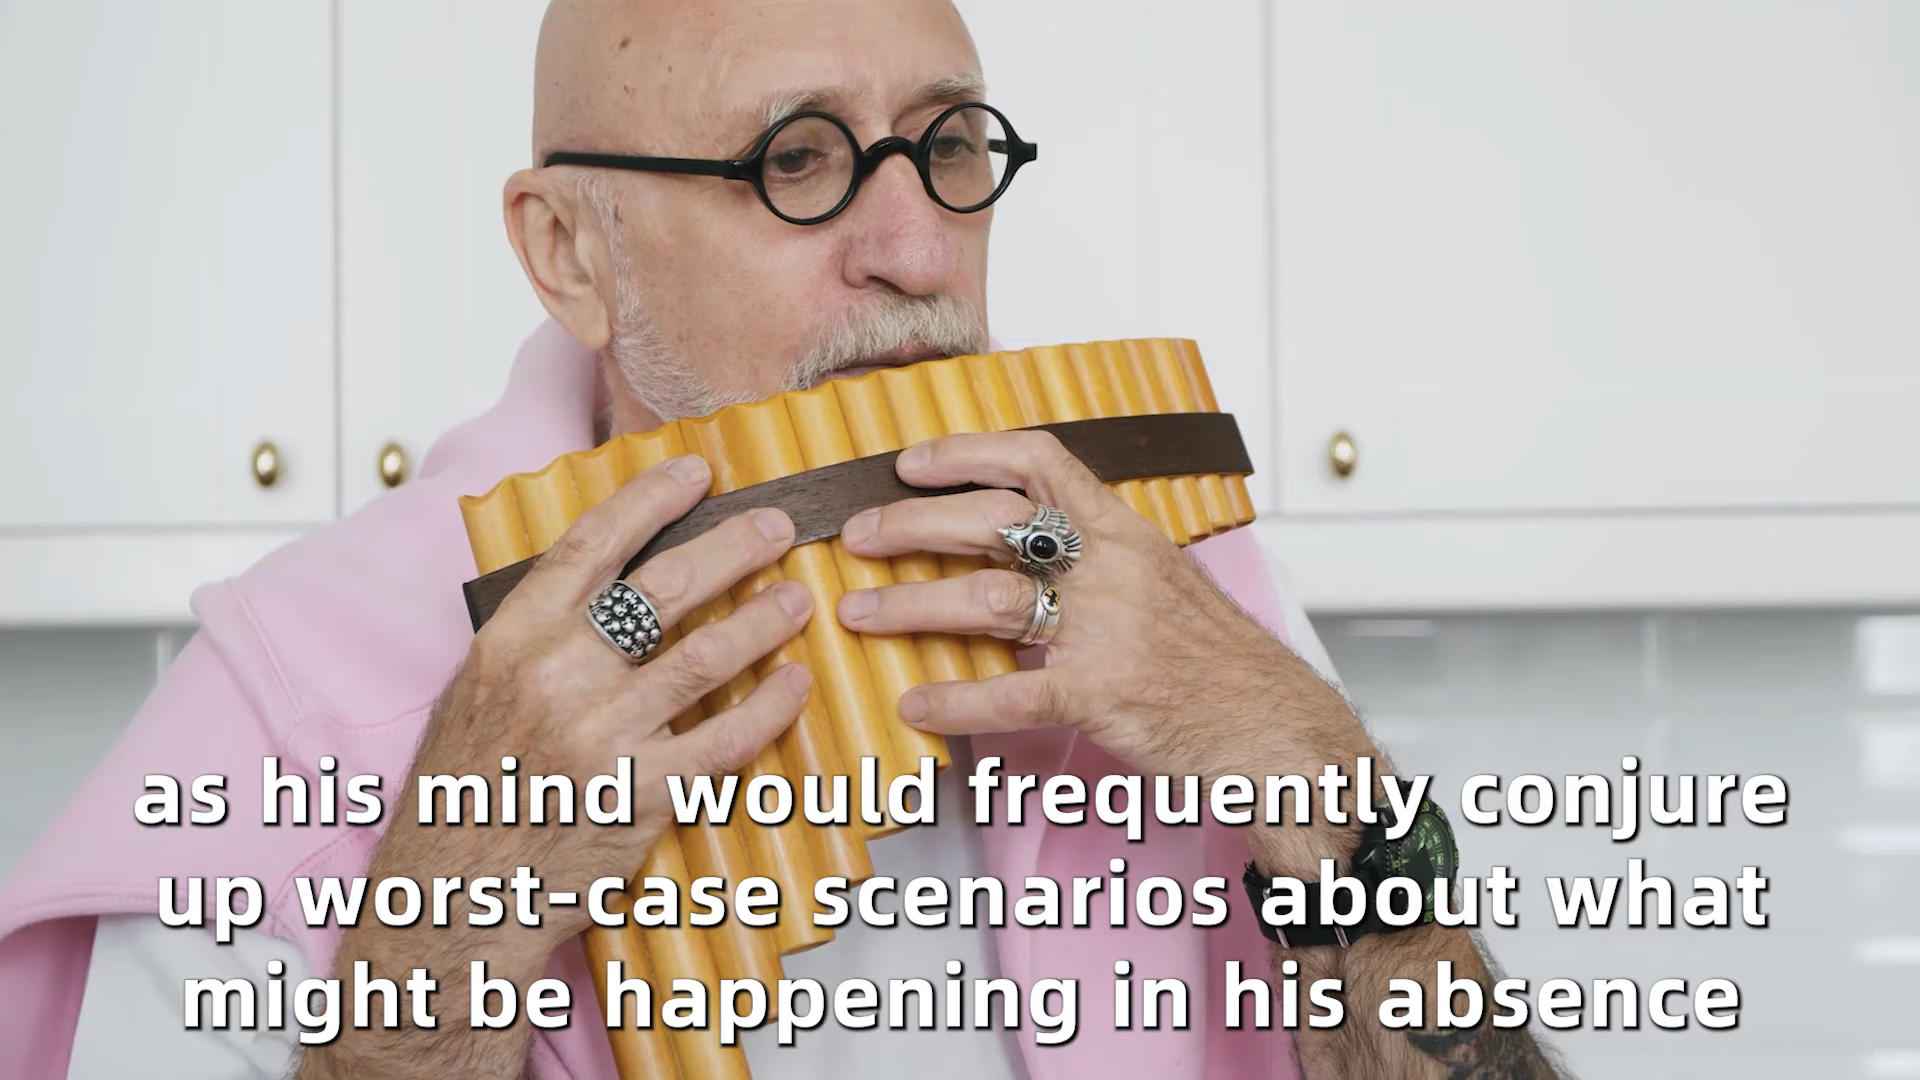 as his mind would frequently conjure
up worst-case scenarios about what
might be happening in his absence